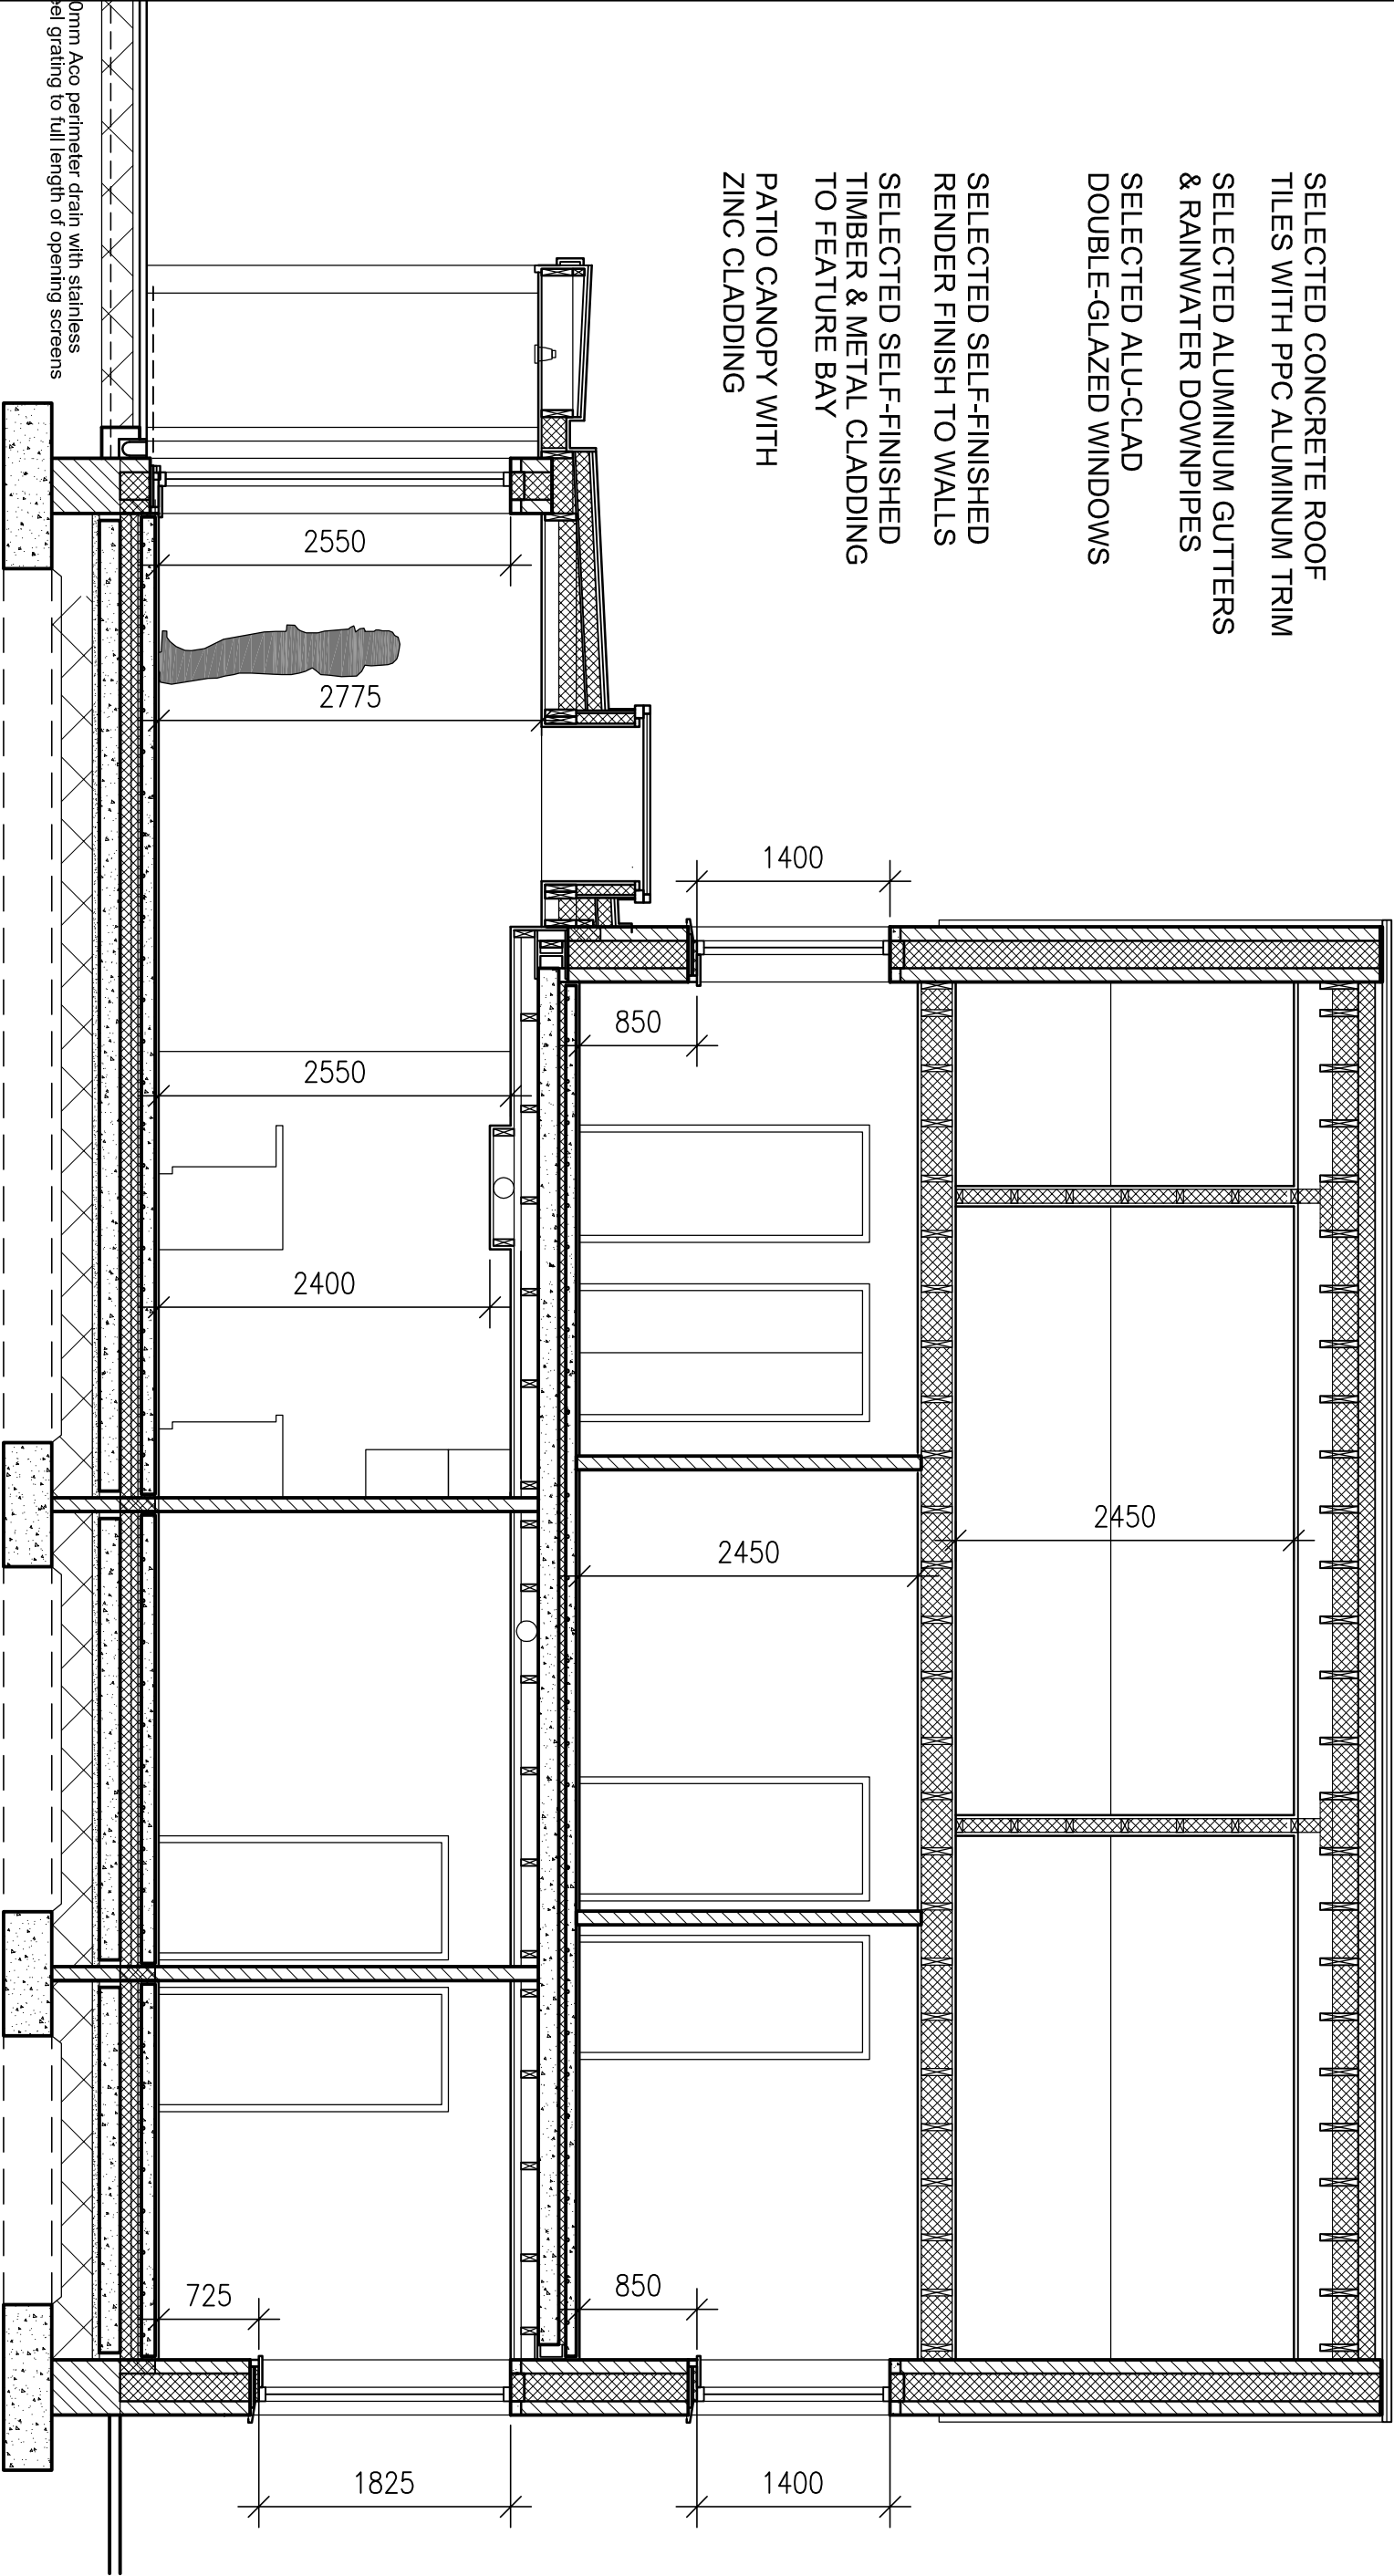 SELECTED CONCRETE ROOF
TILES WITH PPC ALUMINUM TRIM
SELECTED ALUMINIUM GUTTERS
& RAINWATER DOWNPIPES
SELECTED ALU-CLAD
DOUBLE-GLAZED WINDOWS
SELECTED SELF-FINISHED
RENDER FINISH TO WALLS
SELECTED SELF-FINISHED
TIMBER & METAL CLADDING
TO FEATURE BAY
PATIO CANOPY WITH
ZINC CLADDING
2450
1400
850
2450
850
1400
2550
2775
2550
2400
725
1825
0mm Aco perimeter drain with stainless
eel grating to full length of opening screens